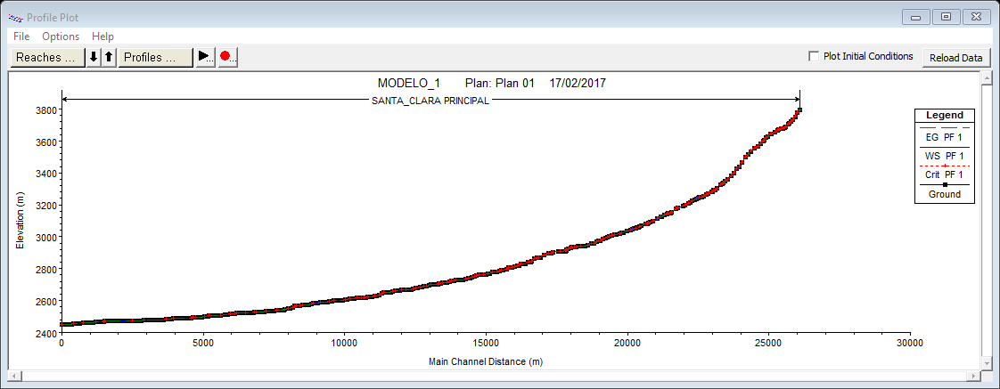 Profile Plot
File Options Help
Reaches ... Profiles ... ... ... Plot Initial Conditions Reload Data
MODELO_1 Plan: Plan 01 17/02/2017
SANTA_CLARA PRINCIPAL
Elevation (m)
3800
3600
3400
3200
3000
2800
2600
2400
0 5000 10000 15000 20000 25000 30000
Main Channel Distance (m)
Legend
EG PF 1
WS PF 1
Crit PF 1
Ground